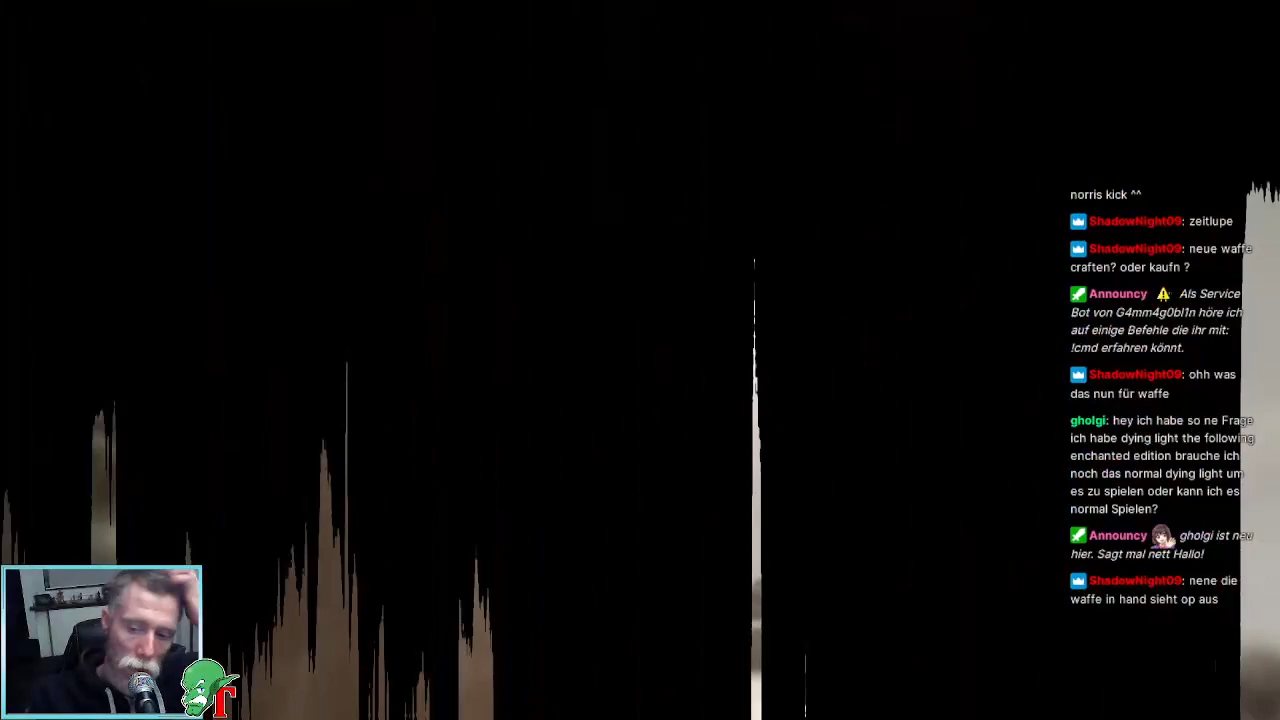 norris kick ^^
ShadowNight09: zeitlupe
ShadowNight09: neue waffe
craften? oder kaufn ?
Announcy Als Service
Bot von G4mm4g0bl1n höre ich
auf einige Befehle die ihr mit:
!cmd erfahren könnt.
ShadowNight09: ohh was
das nun für waffe
gholgi: hey ich habe so ne Frage
ich habe dying light the following
enchanted edition brauche ich
noch das normal dying light um
es zu spielen oder kann ich es
normal Spielen?
Announcy gholgi ist neu
hier. Sagt mal nett Hallo!
ShadowNight09: nene die
waffe in hand sieht op aus